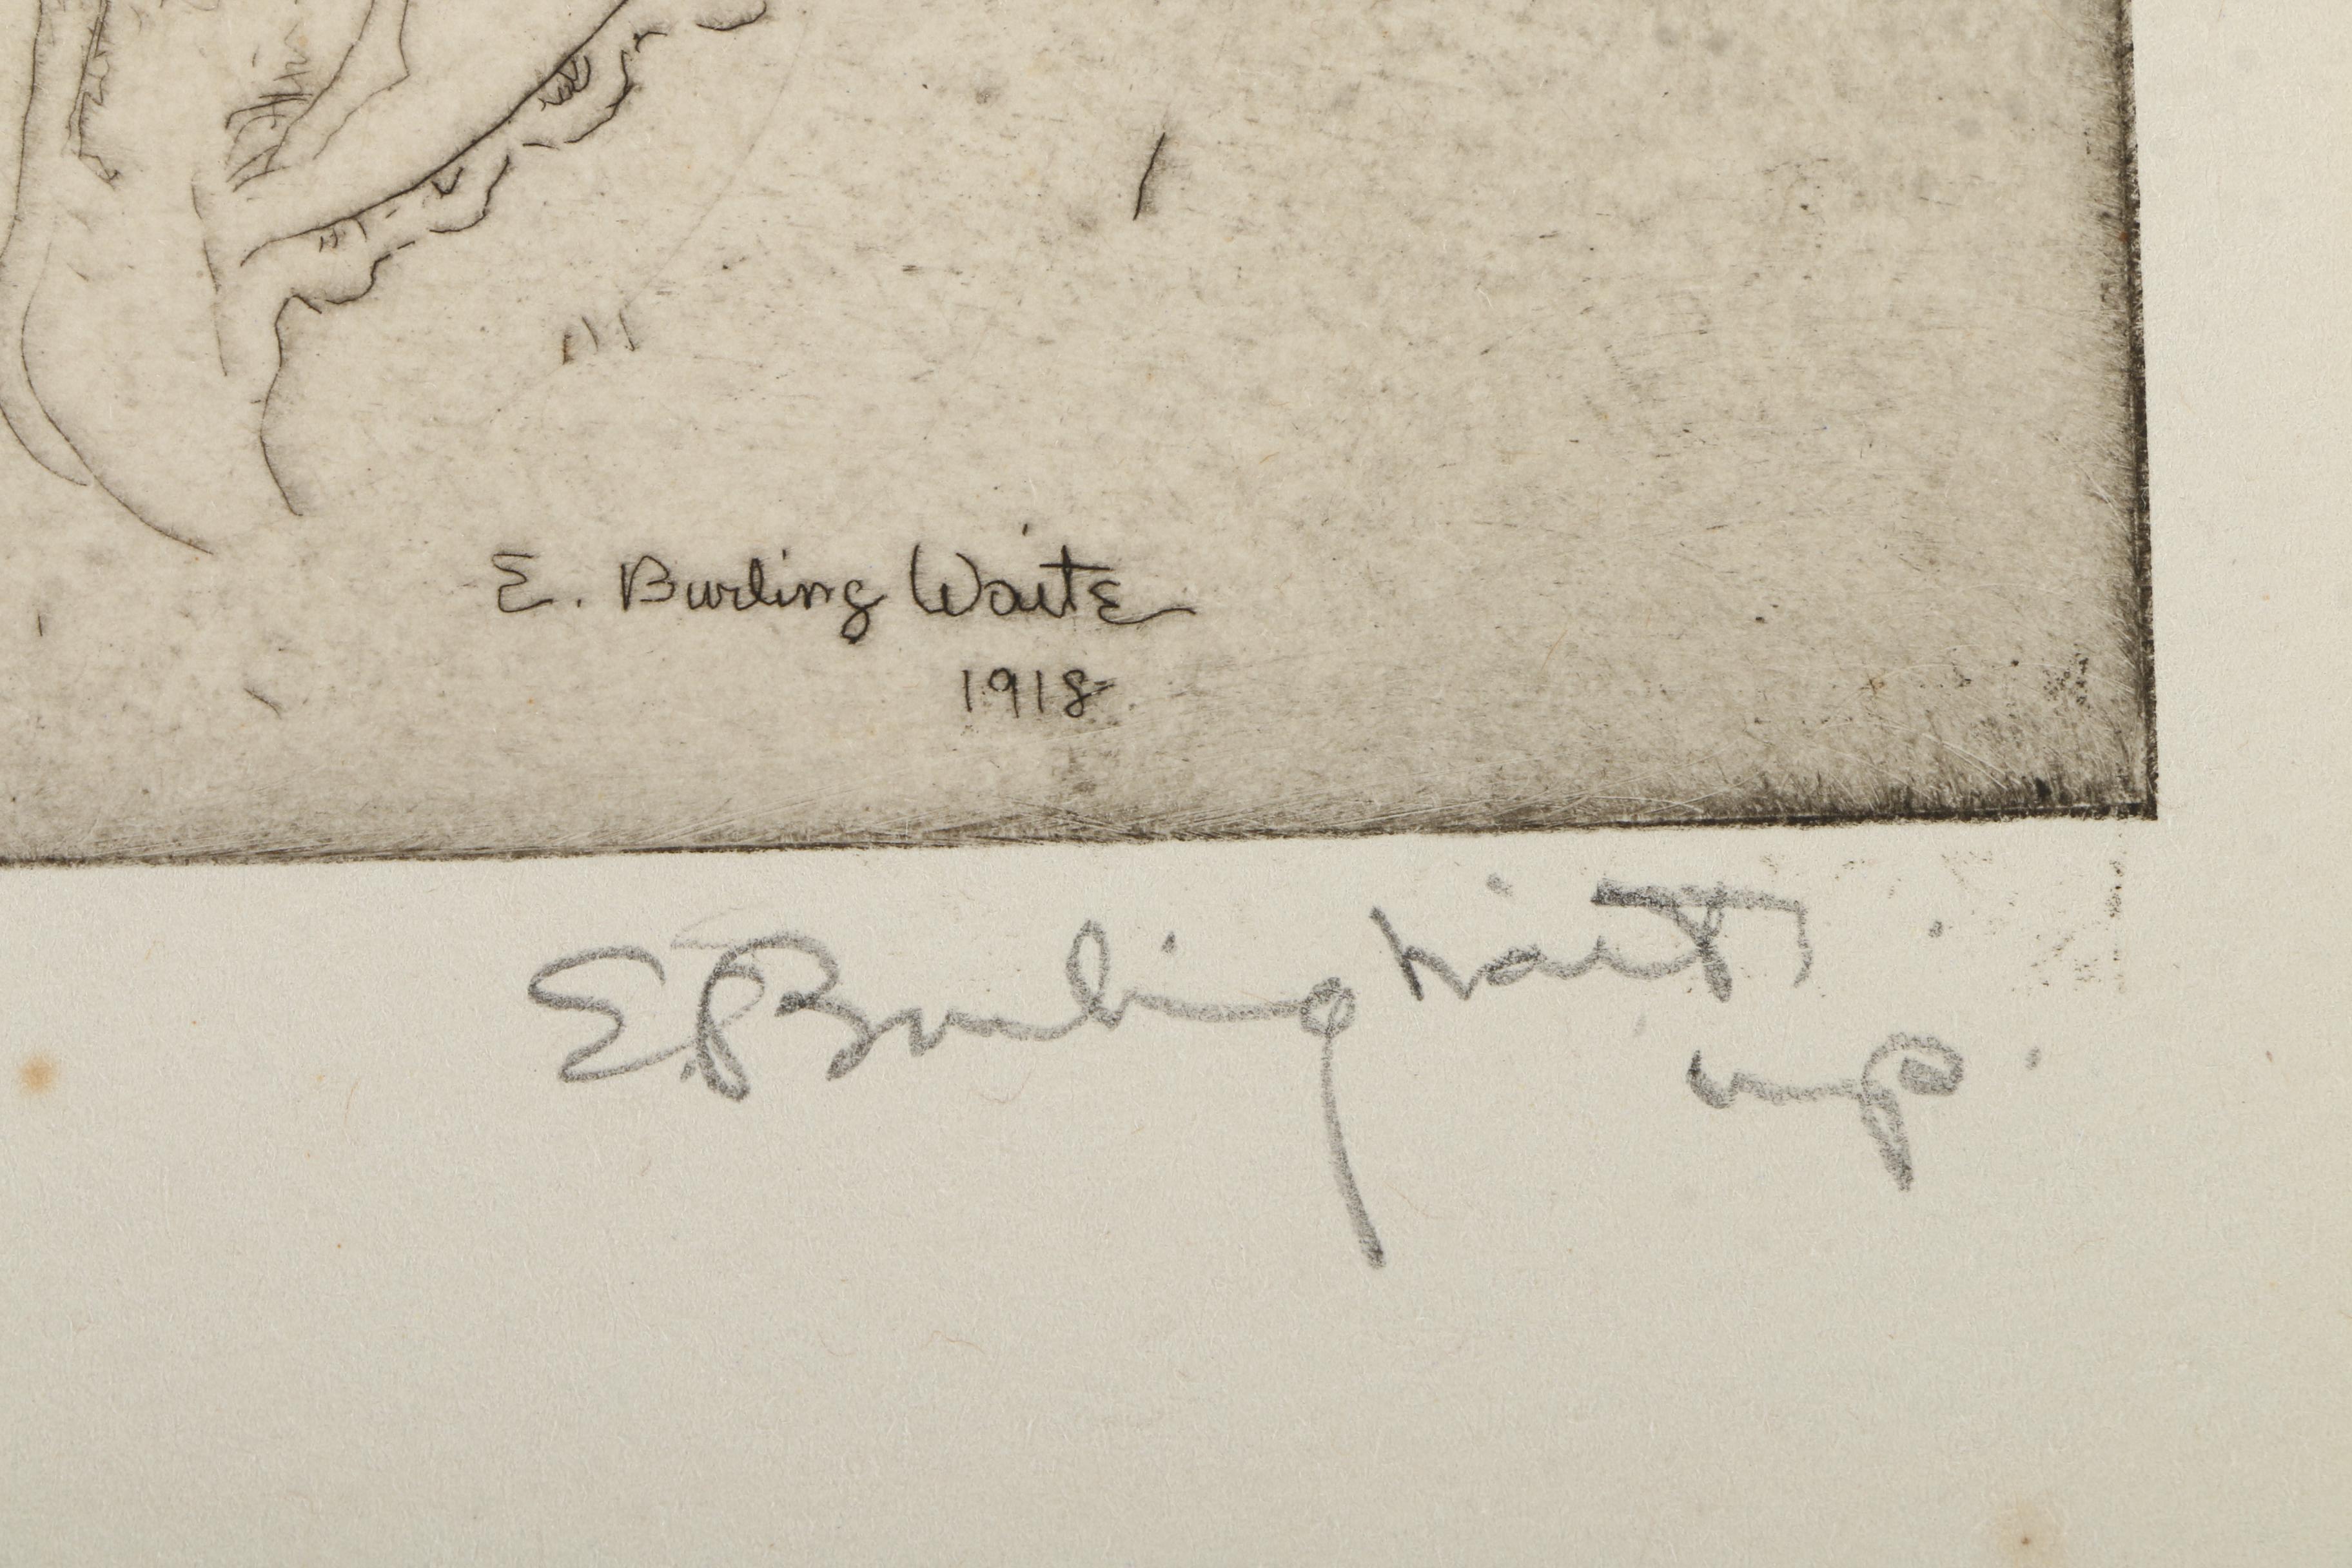 E. Burling Waite
1918
E. Burling Waite
imp.